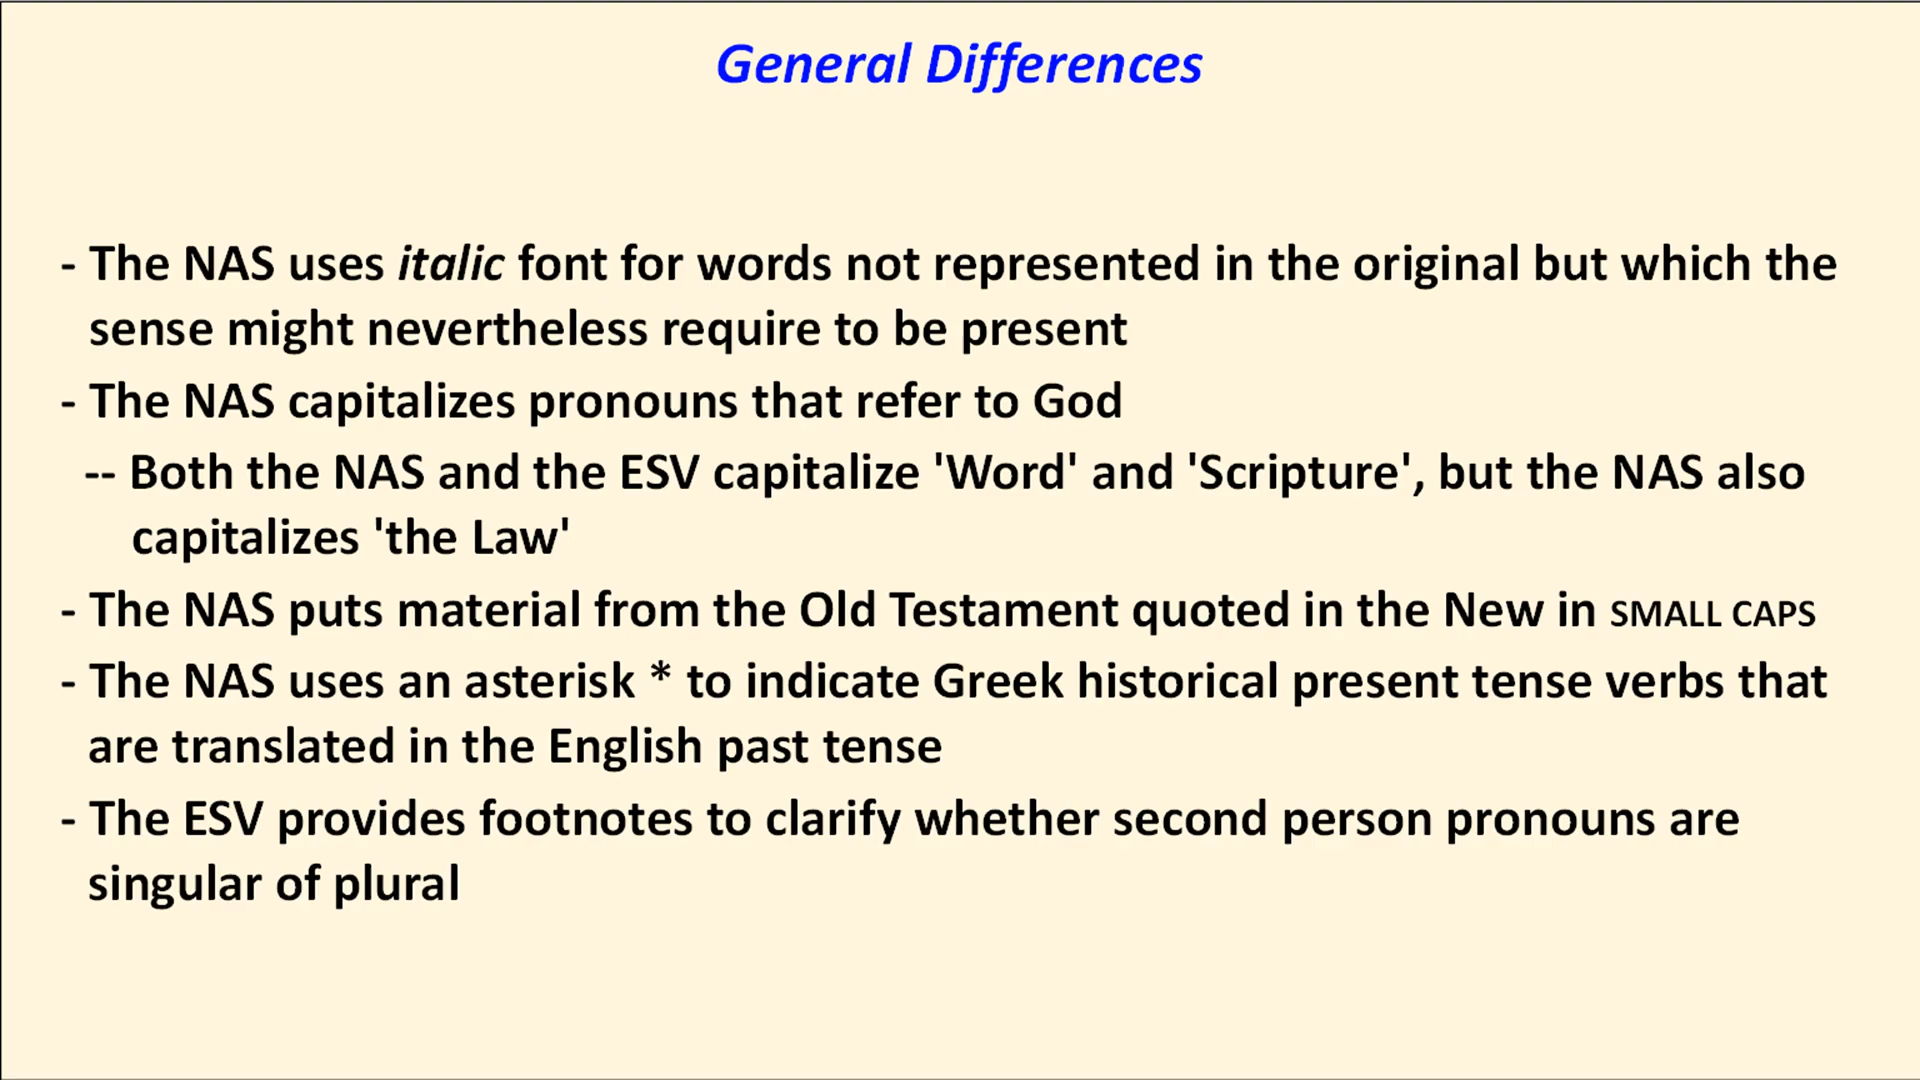 General Differences
- The NAS uses italic font for words not represented in the original but which the
sense might nevertheless require to be present
- The NAS capitalizes pronouns that refer to God
-- Both the NAS and the ESV capitalize 'Word' and 'Scripture', but the NAS also
capitalizes 'the Law'
- The NAS puts material from the Old Testament quoted in the New in SMALL CAPS
- The NAS uses an asterisk * to indicate Greek historical present tense verbs that
are translated in the English past tense
- The ESV provides footnotes to clarify whether second person pronouns are
singular of plural